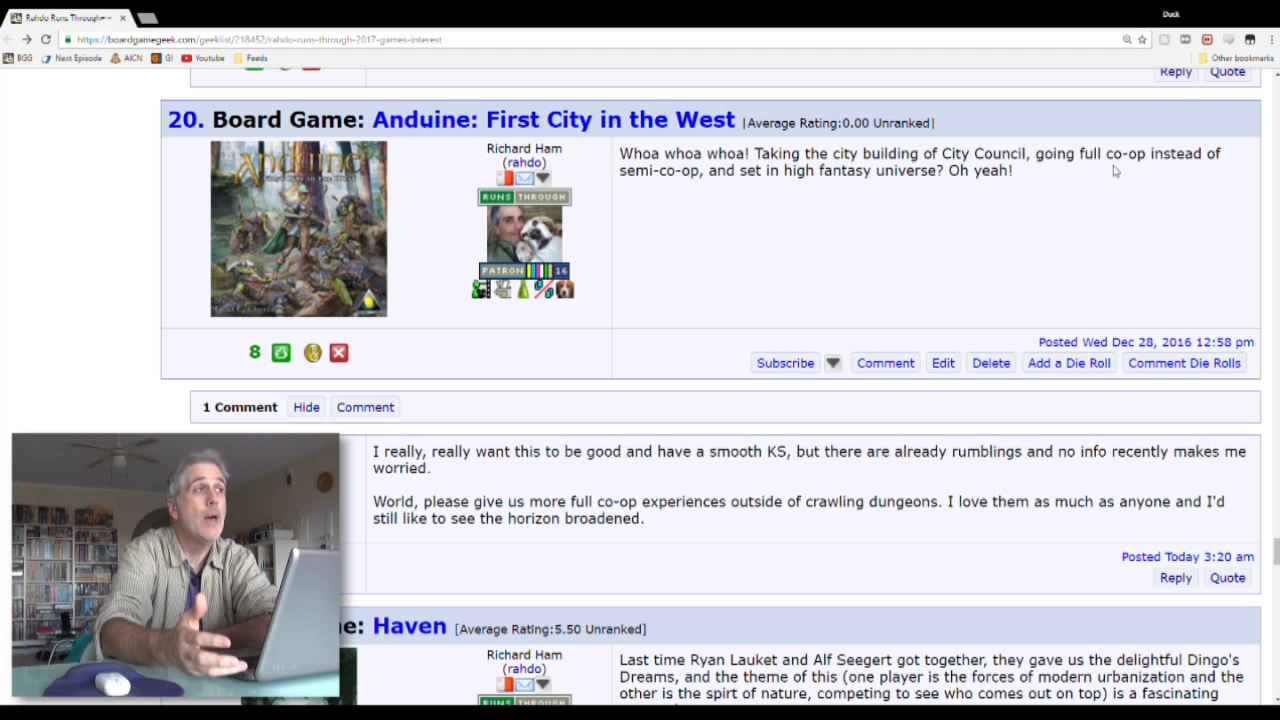 Rahdo Runs Through
Duck
https://boardgamegeek.com/geeklist/218452/rahdo-runs-through-2017-games-interest
BGG Next Episode AICN GI Youtube Feeds Other bookmarks
Reply Quote
20. Board Game: Anduine: First City in the West [Average Rating:0.00 Unranked]
Anduine
Richard Ham
(rahdo)
RUNS THROUGH
PATRON 16
Whoa whoa whoa! Taking the city building of City Council, going full co-op instead of
semi-co-op, and set in high fantasy universe? Oh yeah!
8
Posted Wed Dec 28, 2016 12:58 pm
Subscribe Comment Edit Delete Add a Die Roll Comment Die Rolls
1 Comment Hide Comment
I really, really want this to be good and have a smooth KS, but there are already rumblings and no info recently makes me
worried.
World, please give us more full co-op experiences outside of crawling dungeons. I love them as much as anyone and I'd
still like to see the horizon broadened.
Posted Today 3:20 am
Reply Quote
e: Haven [Average Rating:5.50 Unranked]
Richard Ham
(rahdo)
RUNS THROUGH
Last time Ryan Lauket and Alf Seegert got together, they gave us the delightful Dingo's
Dreams, and the theme of this (one player is the forces of modern urbanization and the
other is the spirt of nature, competing to see who comes out on top) is a fascinating